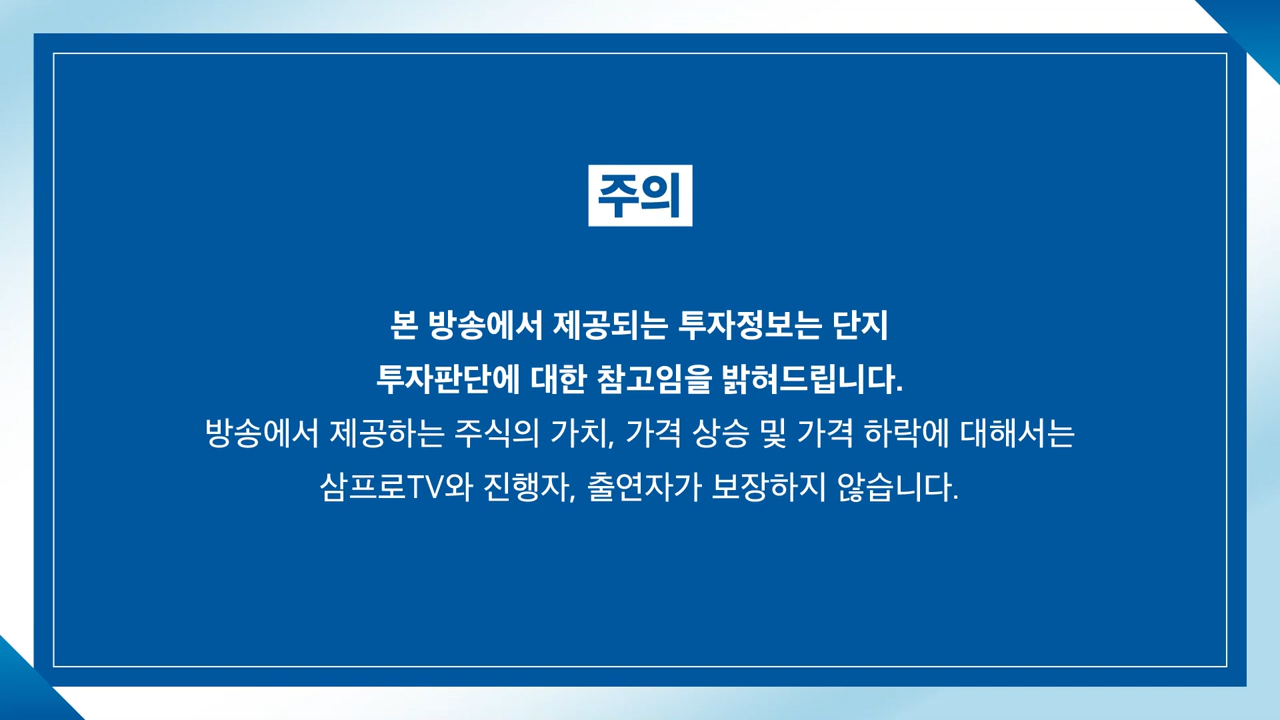 주의
본 방송에서 제공되는 투자정보는 단지
투자판단에 대한 참고임을 밝혀드립니다.
방송에서 제공하는 주식의 가치, 가격 상승 및 가격 하락에 대해서는
삼프로TV와 진행자, 출연자가 보장하지 않습니다.